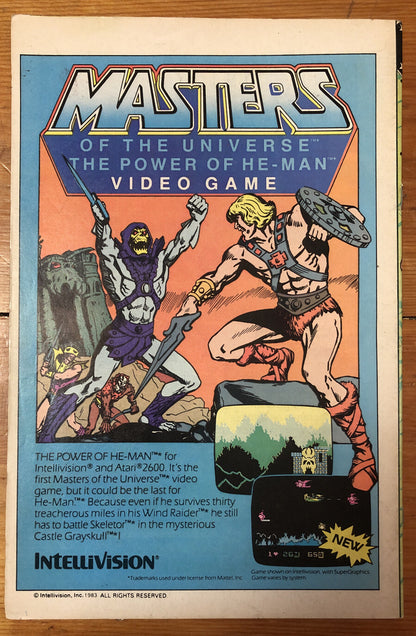 MASTERS
OF THE UNIVERSE™
THE POWER OF HE-MAN™
VIDEO GAME
THE POWER OF HE-MAN™* for
Intellivision® and Atari® 2600. It's the
first Masters of the Universe™* video
game, but it could be the last for
He-Man.™* Because even if he survives thirty
treacherous miles in his Wind Raider™* he still
has to battle Skeletor™* in the mysterious
Castle Grayskull™*!
INTELLIVISION®
*Trademarks used under license from Mattel, Inc.
Game shown on Intellivision, with SuperGraphics.
Game varies by system.
NEW
© Intellivision, Inc. 1983 ALL RIGHTS RESERVED.